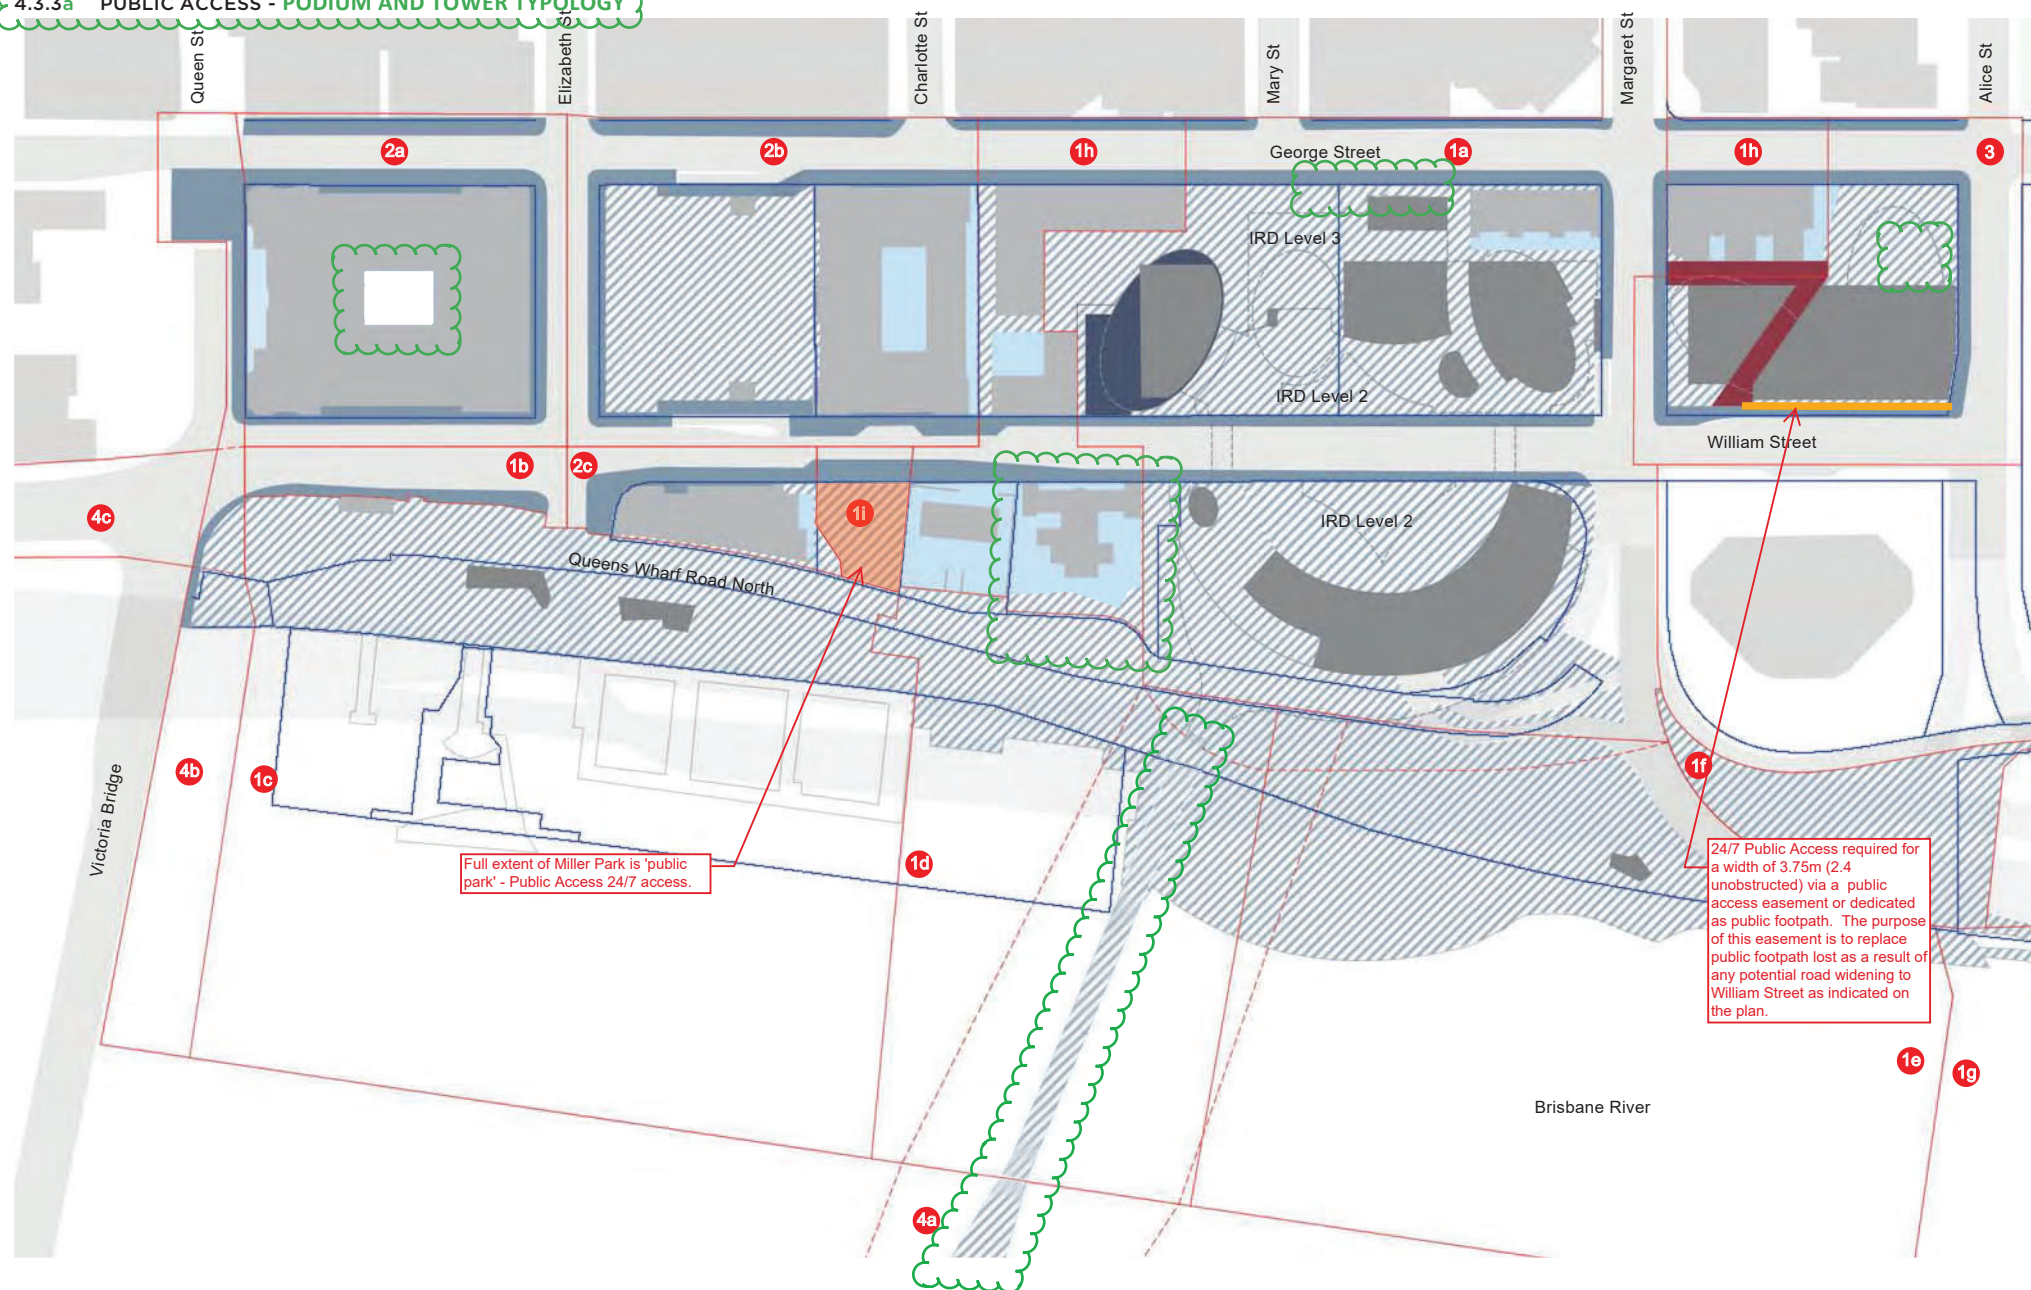 4.3.3a PUBLIC ACCESS - PODIUM AND TOWER TYPOLOGY
Queen St
Elizabeth St
Charlotte St
Mary St
Margaret St
Alice St
2a
2b
1h
George Street
1a
1h
3
IRD Level 3
IRD Level 2
William Street
4c
1b
2c
1i
IRD Level 2
Queens Wharf Road North
Victoria Bridge
4b
1c
1f
Full extent of Miller Park is 'public
park' - Public Access 24/7 access.
1d
24/7 Public Access required for
a width of 3.75m (2.4
unobstructed) via a public
access easement or dedicated
as public footpath. The purpose
of this easement is to replace
public footpath lost as a result of
any potential road widening to
William Street as indicated on
the plan.
1e
1g
Brisbane River
4a